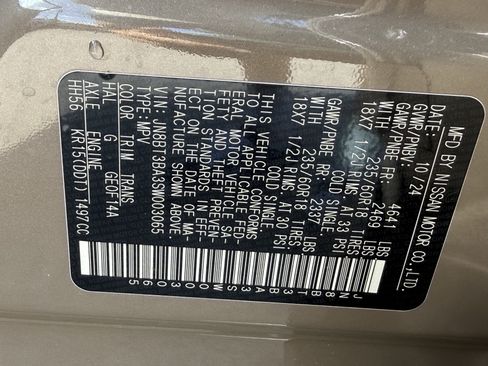 MFD.BY NISSAN MOTOR CO.,LTD.
10/24
GVWR/PNBV: 4641 LBS
GAWR/PNBE FR: 2469 LBS.
WITH 235/60R18 TIRES,
18X7 1/2J RIMS, AT 33 PSI
COLD SINGLE
GAWR/PNBE RR: 2337 LBS.
WITH 235/60R18 TIRES,
18X7 1/2J RIMS, AT 30 PSI
COLD SINGLE
THIS VEHICLE CONFORMS
TO ALL APPLICABLE FED-
ERAL MOTOR VEHICLE SA-
FETY AND THEFT PREVEN-
TION STANDARDS IN EFF-
ECT ON THE DATE OF MA-
NUFACTURE SHOWN ABOVE.
JN8BT3BA3SW003065
TYPE: MPV
COLOR TRIM TRANS
HAL G GE0F14A
AXLE ENGINE
HH56 KR15(DDT) 1497CC
JN8BT3BA3SW003065